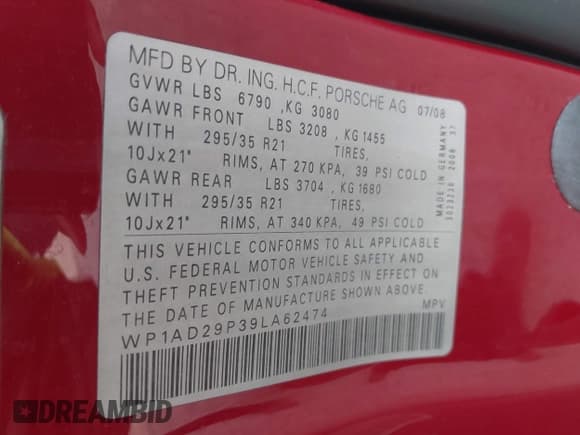 MFD BY DR. ING. H.C.F. PORSCHE AG 07/08
GVWR LBS 6790 ,KG 3080
GAWR FRONT LBS 3208 ,KG 1455
WITH 295/35 R21 TIRES,
10Jx21" RIMS, AT 270 KPA, 39 PSI COLD
GAWR REAR LBS 3704 ,KG 1680
WITH 295/35 R21 TIRES,
10Jx21" RIMS, AT 340 KPA, 49 PSI COLD
THIS VEHICLE CONFORMS TO ALL APPLICABLE
U.S. FEDERAL MOTOR VEHICLE SAFETY AND
THEFT PREVENTION STANDARDS IN EFFECT ON
THE DATE OF MANUFACTURE SHOWN ABOVE.
WP1AD29P39LA62474 MPV
MADE IN GERMANY
2008 37
DREAMBID